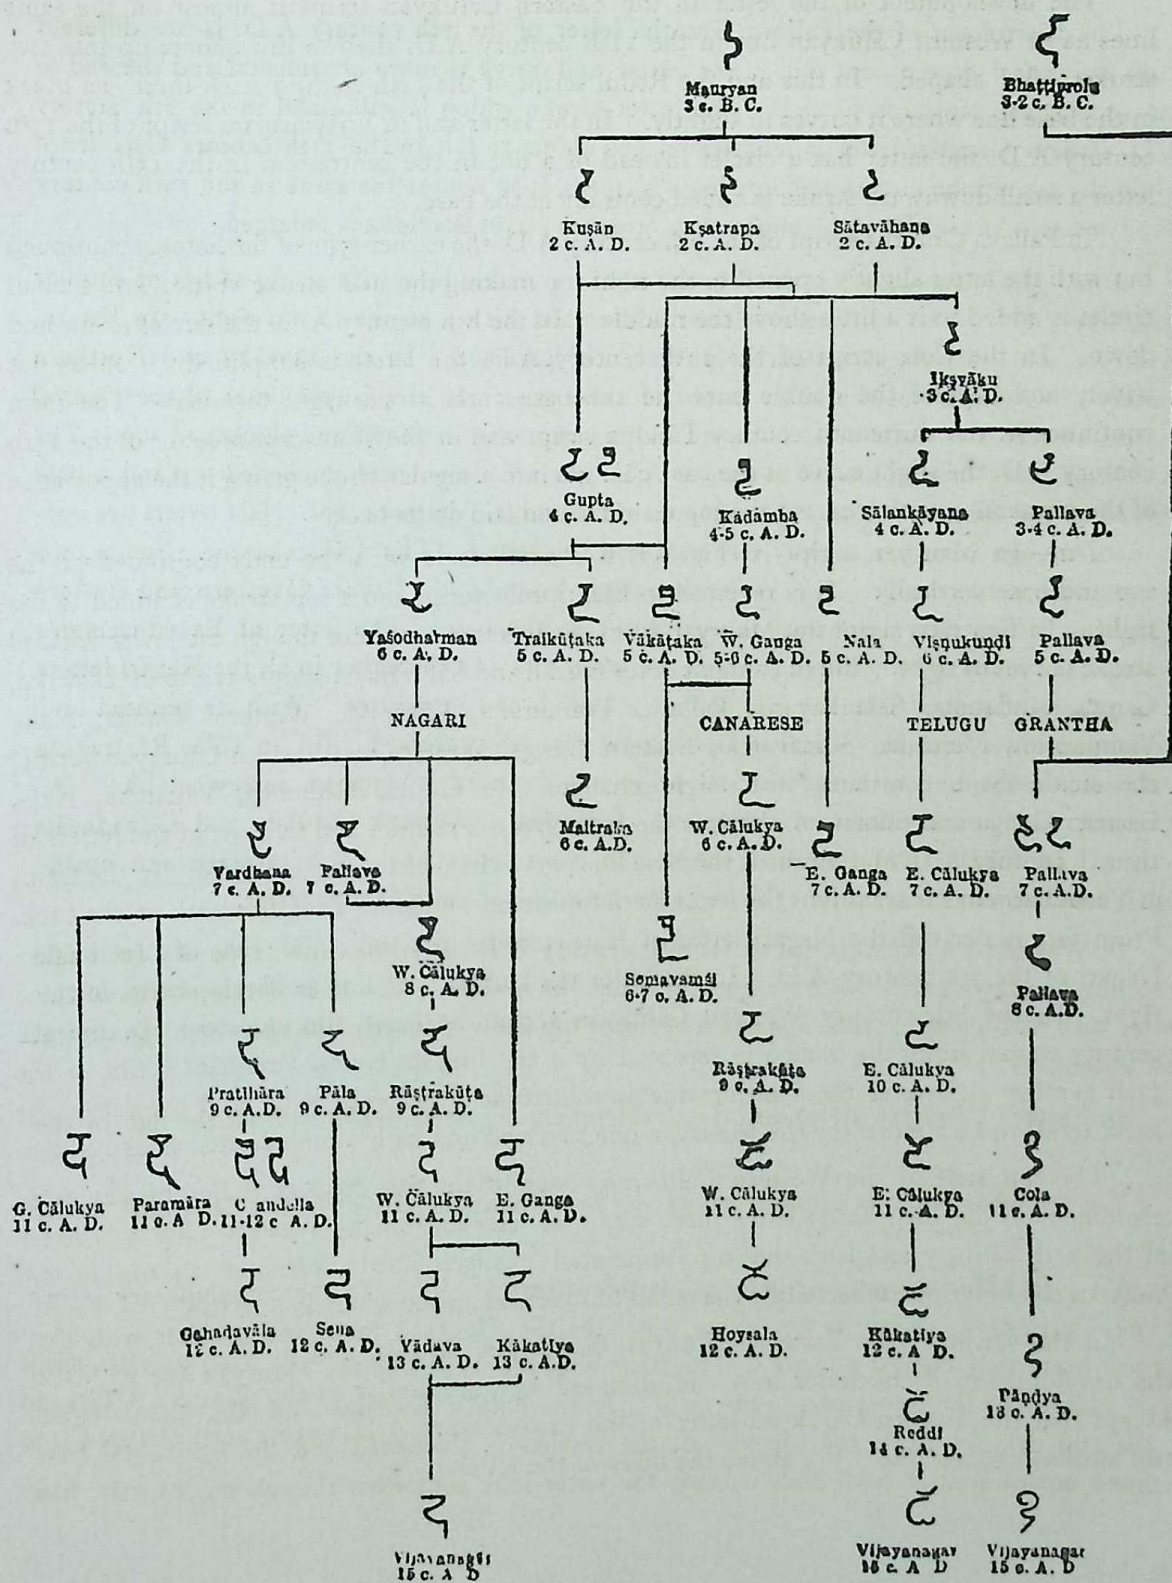 Mauryan
3 c. B. C.
Bhattiprolu
3-2 c. B. C.
Kuṣān
2 c. A. D.
Kṣatrapa
2 c. A. D.
Sātavāhana
2 c. A. D.
Ikṣvāku
3 c. A. D.
Gupta
4 c. A. D.
Kadāmba
4-5 c. A. D.
Sālankāyana
4 c. A. D.
Pallava
3-4 c. A. D.
Yaśodharman
6 c. A. D.
Traikūṭaka
5 c. A. D.
Vākāṭaka
5 c. A. D.
W. Ganga
5-6 c. A. D.
Nala
5 c. A. D.
Viṣṇukundi
6 c. A. D.
Pallava
5 c. A. D.
NAGARI
CANARESE
TELUGU
GRANTHA
Maitraka
6 c. A. D.
W. Cālukya
6 c. A. D.
Vardhana
7 c. A. D.
Pallava
7 c. A. D.
E. Ganga
7 c. A. D.
E. Cālukya
7 c. A. D.
Pallava
7 c. A. D.
W. Cālukya
8 c. A. D.
Somavamśi
6-7 c. A. D.
Pallava
8 c. A. D.
Pratihāra
9 c. A. D.
Pāla
9 c. A. D.
Rāṣṭrakūṭa
9 c. A. D.
Rāṣṭrakūṭa
9 c. A. D.
E. Cālukya
10 c. A. D.
G. Cālukya
11 c. A. D.
Paramāra
11 c. A D.
C andella
11-12 c A. D.
W. Cālukya
11 c. A. D.
E. Ganga
11 c. A. D.
W. Cālukya
11 c. A. D.
E. Cālukya
11 c. A. D.
Cola
11 c. A. D.
Gahadavāla
12 c. A. D.
Sena
12 c. A. D.
Yādava
13 c. A. D.
Kākatīya
13 c. A. D.
Hoysala
12 c. A. D.
Kākatīya
12 c. A D.
Pāṇḍya
13 c. A. D.
Reddi
14 c. A. D.
Vijayanagar
15 c. A D
Vijayanagar
15 c. A D
Vijayanagar
15 c. A. D